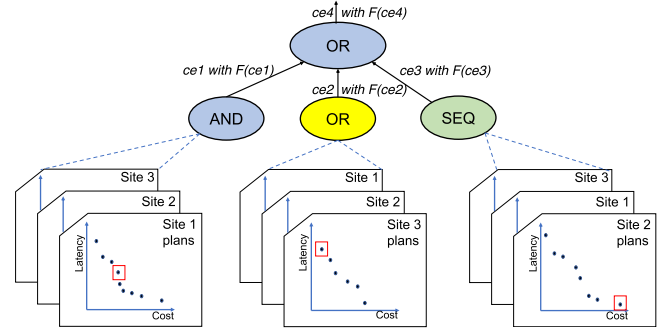 ce4 with F(ce4)
OR
ce1 with F(ce1)
ce2 with F(ce2)
ce3 with F(ce3)
AND
OR
SEQ
Site 3
Site 2
Site 1
plans
Latency
Cost
Site 1
Site 2
Site 3
plans
Latency
Cost
Site 3
Site 1
Site 2
plans
Latency
Cost